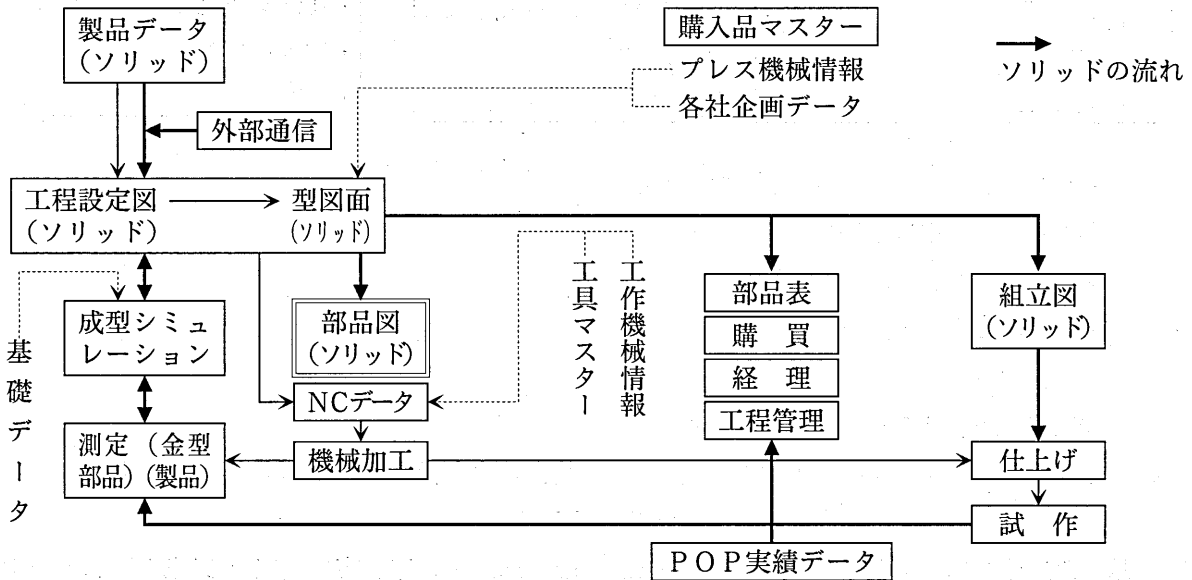 製品データ
(ソリッド)
購入品マスター
プレス機械情報
各社企画データ
ソリッドの流れ
外部通信
工程設定図
(ソリッド)
型図面
(ソリッド)
基礎データ
成型シミュ
レーション
部品図
(ソリッド)
工具マスター
工作機械情報
部品表
購 買
経 理
工程管理
組立図
(ソリッド)
NCデータ
測定(金型
部品)(製品)
機械加工
仕上げ
試 作
POP実績データ